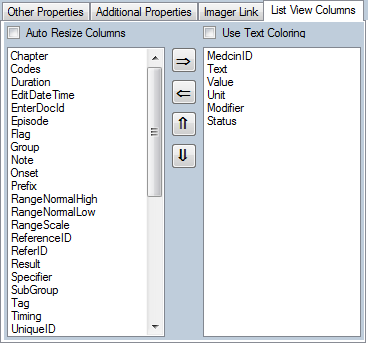 Other Properties Additional Properties Imager Link List View Columns
Auto Resize Columns
Use Text Coloring
Chapter
Codes
Duration
EditDateTime
EnterDocId
Episode
Flag
Group
Note
Onset
Prefix
RangeNormalHigh
RangeNormalLow
RangeScale
ReferenceID
ReferID
Result
Specifier
SubGroup
Tag
Timing
UniqueID
MedcinID
Text
Value
Unit
Modifier
Status